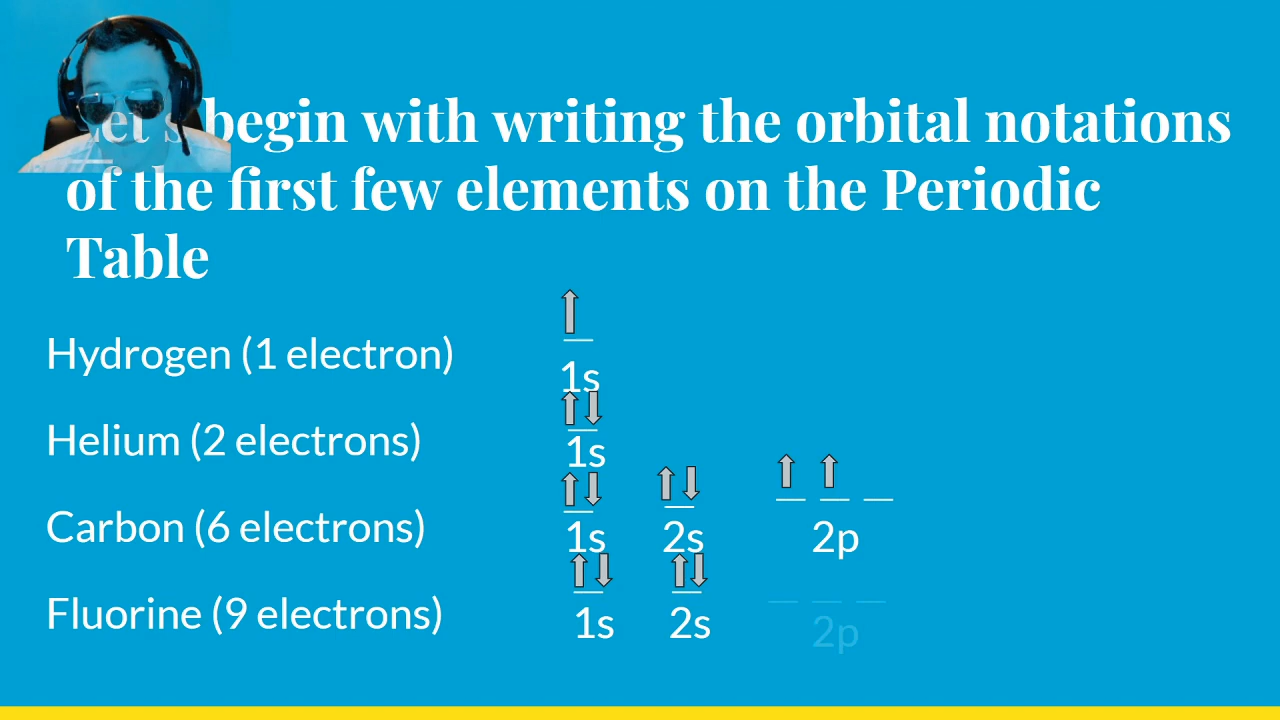 Let's begin with writing the orbital notations
of the first few elements on the Periodic
Table
Hydrogen (1 electron)
1s
Helium (2 electrons)
1s
Carbon (6 electrons)
1s 2s 2p
Fluorine (9 electrons)
1s 2s 2p